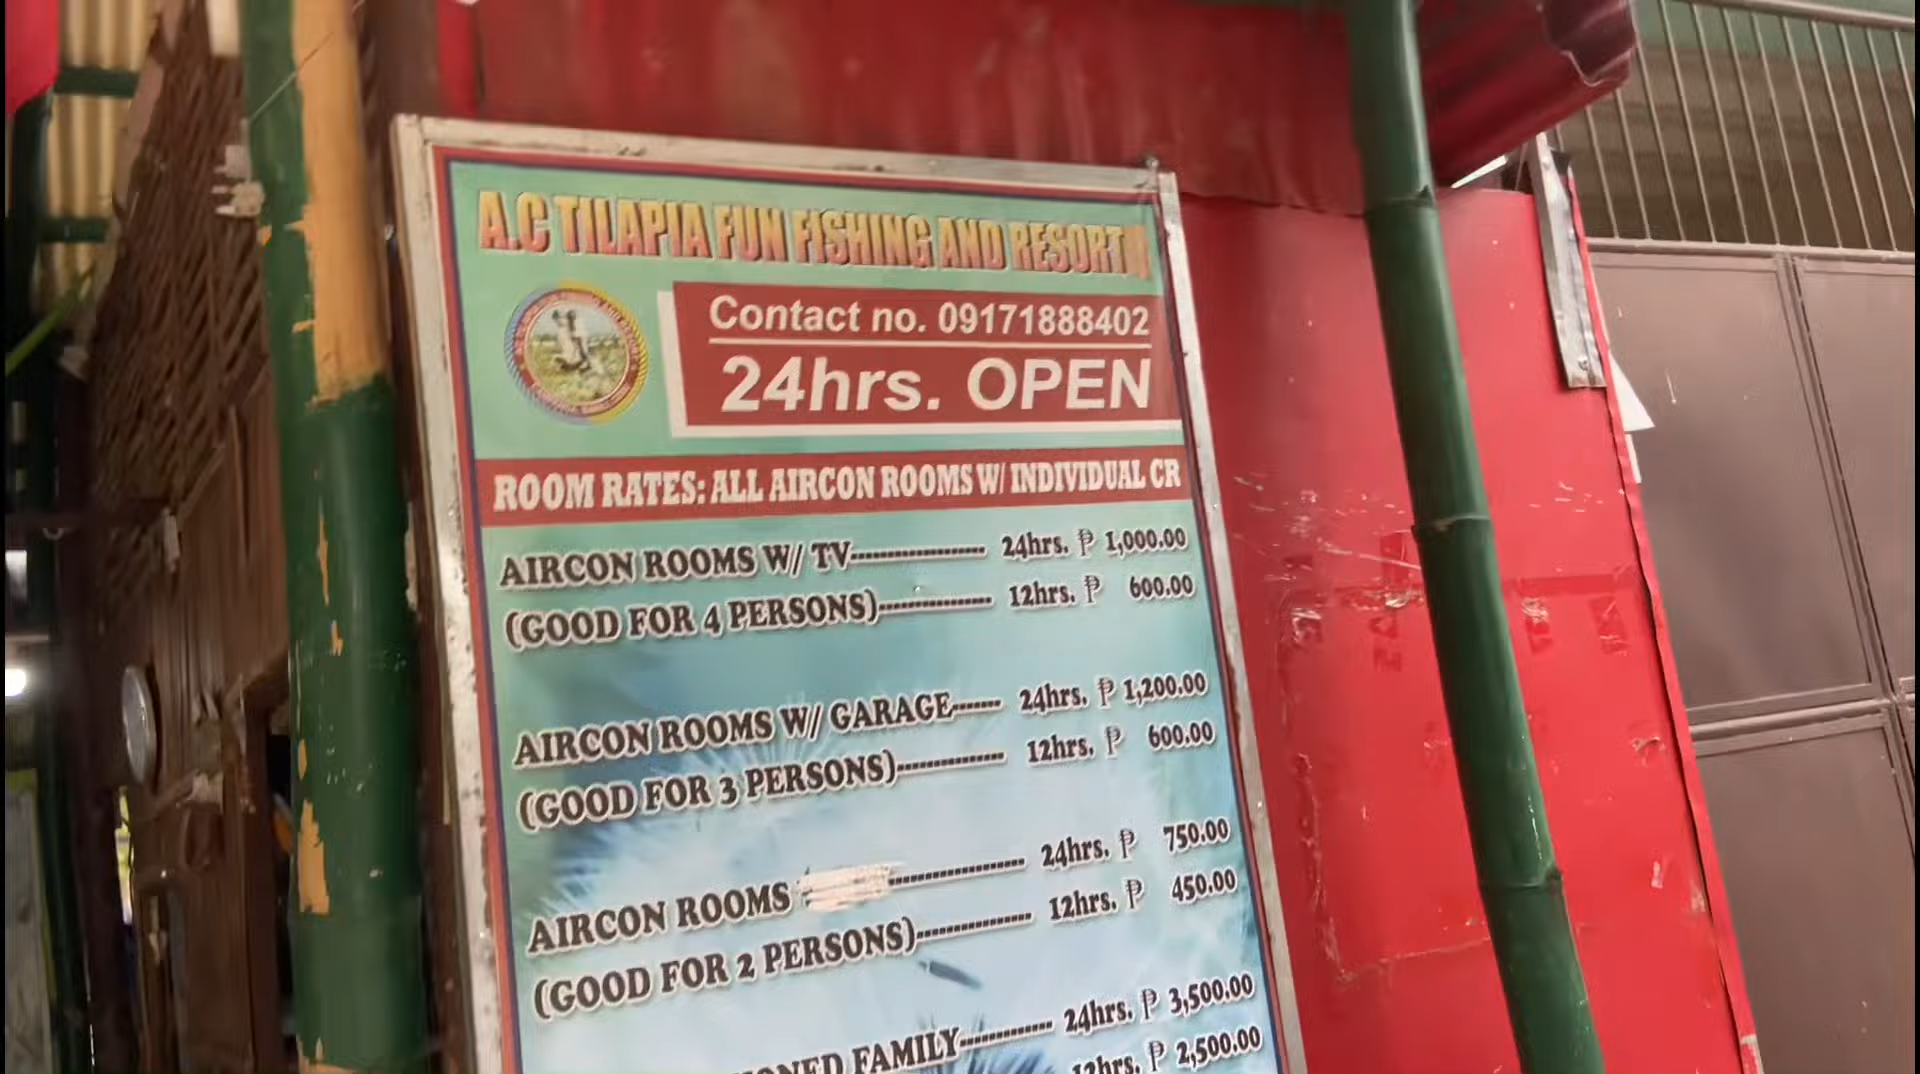 A.C TILAPIA FUN FISHING AND RESORT
Contact no. 09171888402
24hrs. OPEN
ROOM RATES: ALL AIRCON ROOMS W/ INDIVIDUAL CR
AIRCON ROOMS W/ TV------------------ 24hrs. ₱ 1,000.00
(GOOD FOR 4 PERSONS)--------------- 12hrs. ₱ 600.00
AIRCON ROOMS W/ GARAGE------ 24hrs. ₱ 1,200.00
(GOOD FOR 3 PERSONS)-------------- 12hrs. ₱ 600.00
AIRCON ROOMS ------------------ 24hrs. ₱ 750.00
(GOOD FOR 2 PERSONS)--------------- 12hrs. ₱ 450.00
FAMILY------------ 24hrs. ₱ 3,500.00
12hrs. ₱ 2,500.00